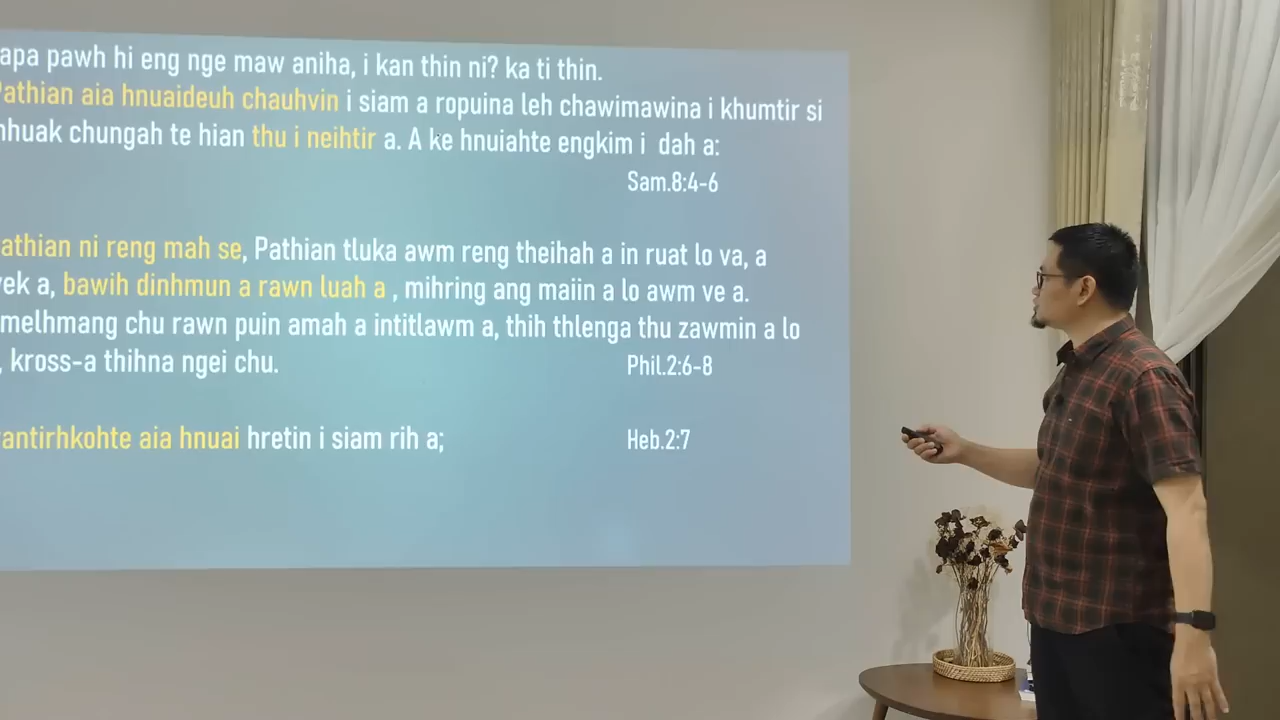 apa pawh hi eng nge maw aniha, i kan thin ni? ka ti thin.
Pathian aia hnuaideuh chauhvin i siam a ropuina leh chawimawina i khumtir si
hhuak chungah te hian thu i neihtir a. A ke hnuiahte engkim i dah a:
Sam.8:4-6
athian ni reng mah se, Pathian tluka awm reng theihah a in ruat lo va, a
ek a, bawih dinhmun a rawn luah a , mihring ang maiin a lo awm ve a.
melhmang chu rawn puin amah a intitlawm a, thih thlenga thu zawmin a lo
, kross-a thihna ngei chu. Phil.2:6-8
antirhkohte aia hnuai hretin i siam rih a; Heb.2:7